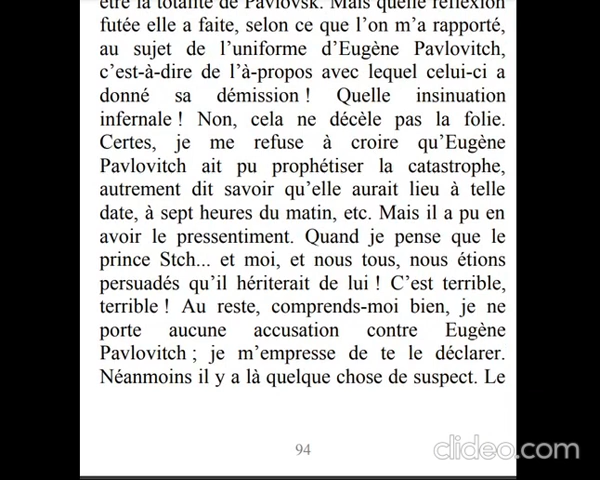 être la totalité de Pavlovsk. Mais quelle réflexion
futée elle a faite, selon ce que l’on m’a rapporté,
au sujet de l’uniforme d’Eugène Pavlovitch,
c’est-à-dire de l’à-propos avec lequel celui-ci a
donné sa démission ! Quelle insinuation
infernale ! Non, cela ne décèle pas la folie.
Certes, je me refuse à croire qu’Eugène
Pavlovitch ait pu prophétiser la catastrophe,
autrement dit savoir qu’elle aurait lieu à telle
date, à sept heures du matin, etc. Mais il a pu en
avoir le pressentiment. Quand je pense que le
prince Stch... et moi, et nous tous, nous étions
persuadés qu’il hériterait de lui ! C’est terrible,
terrible ! Au reste, comprends-moi bien, je ne
porte aucune accusation contre Eugène
Pavlovitch ; je m’empresse de te le déclarer.
Néanmoins il y a là quelque chose de suspect. Le
94
clideo.com